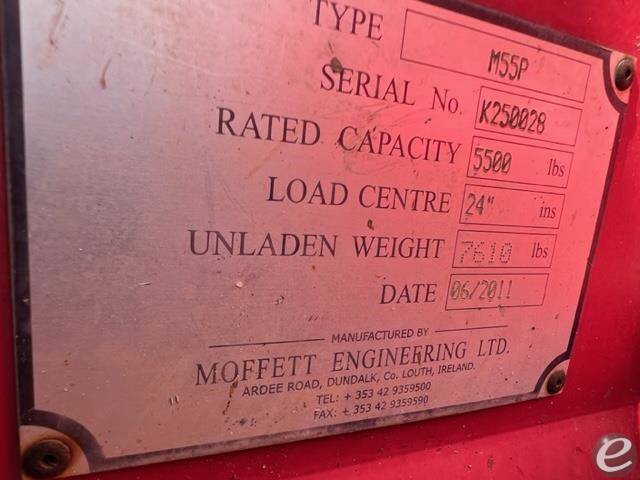 TYPE M55P
SERIAL No. K250028
RATED CAPACITY 5500 lbs
LOAD CENTRE 24" ins
UNLADEN WEIGHT 7610 lbs
DATE 06/2011
MANUFACTURED BY
MOFFETT ENGINEERING LTD.
ARDEE ROAD, DUNDALK, Co. LOUTH, IRELAND.
TEL: + 353 42 9359500
FAX: + 353 42 9359590
e